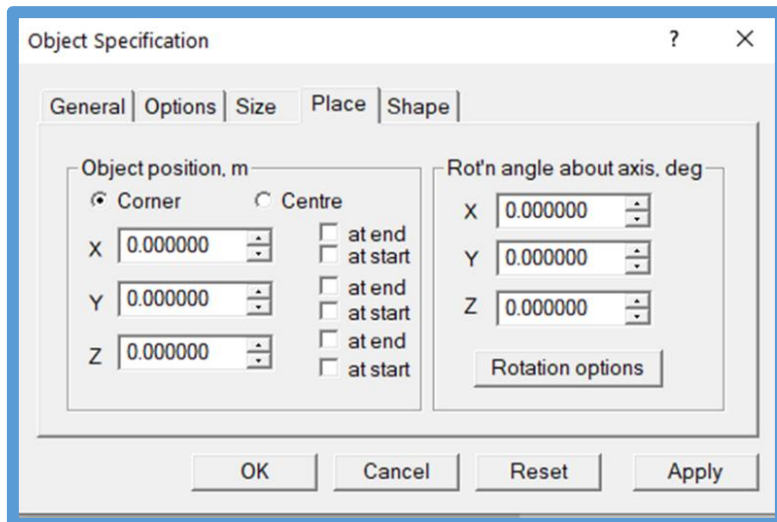 Object Specification ?
General Options Size Place Shape
Object position, m
Corner Centre
X 0.000000 at end
at start
Y 0.000000 at end
at start
Z 0.000000 at end
at start
Rot'n angle about axis, deg
X 0.000000
Y 0.000000
Z 0.000000
Rotation options
OK Cancel Reset Apply